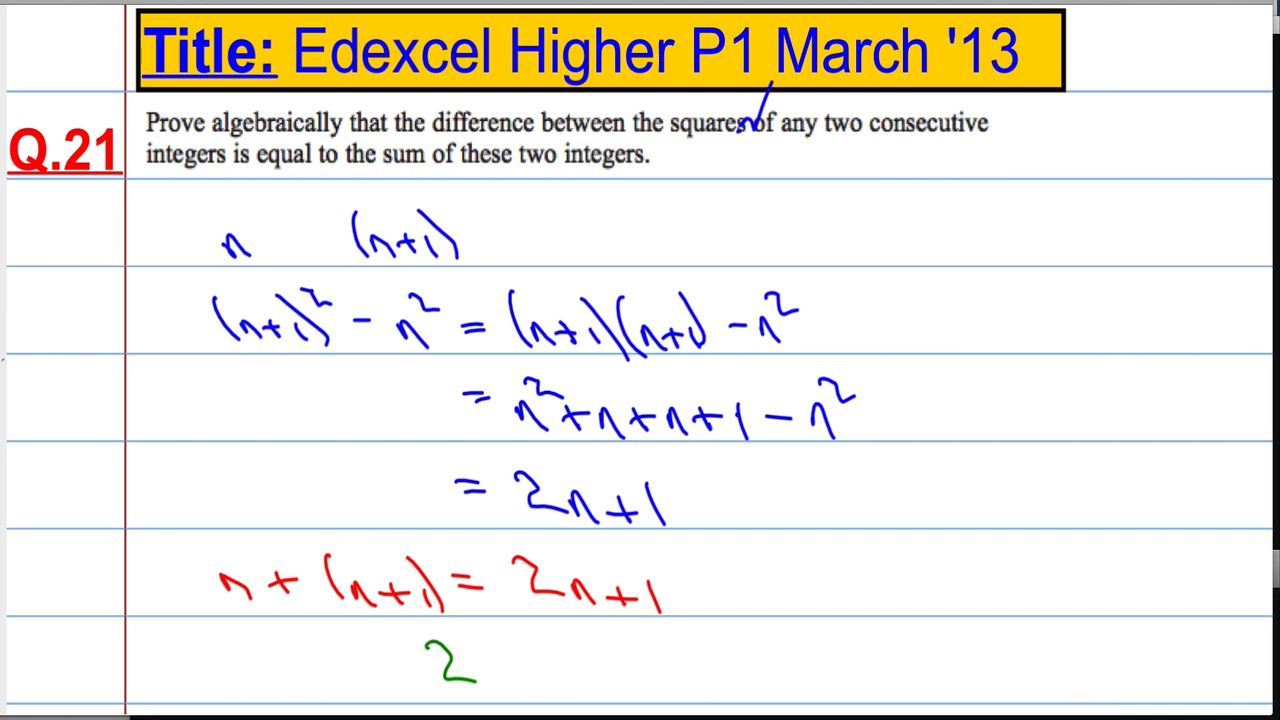 Title: Edexcel Higher P1 March '13
Q.21
Prove algebraically that the difference between the squares of any two consecutive
integers is equal to the sum of these two integers.
n (n+1)
(n+1)² - n² = (n+1)(n+1) - n²
= n² + n + n + 1 - n²
= 2n + 1
n + (n+1) = 2n + 1
2